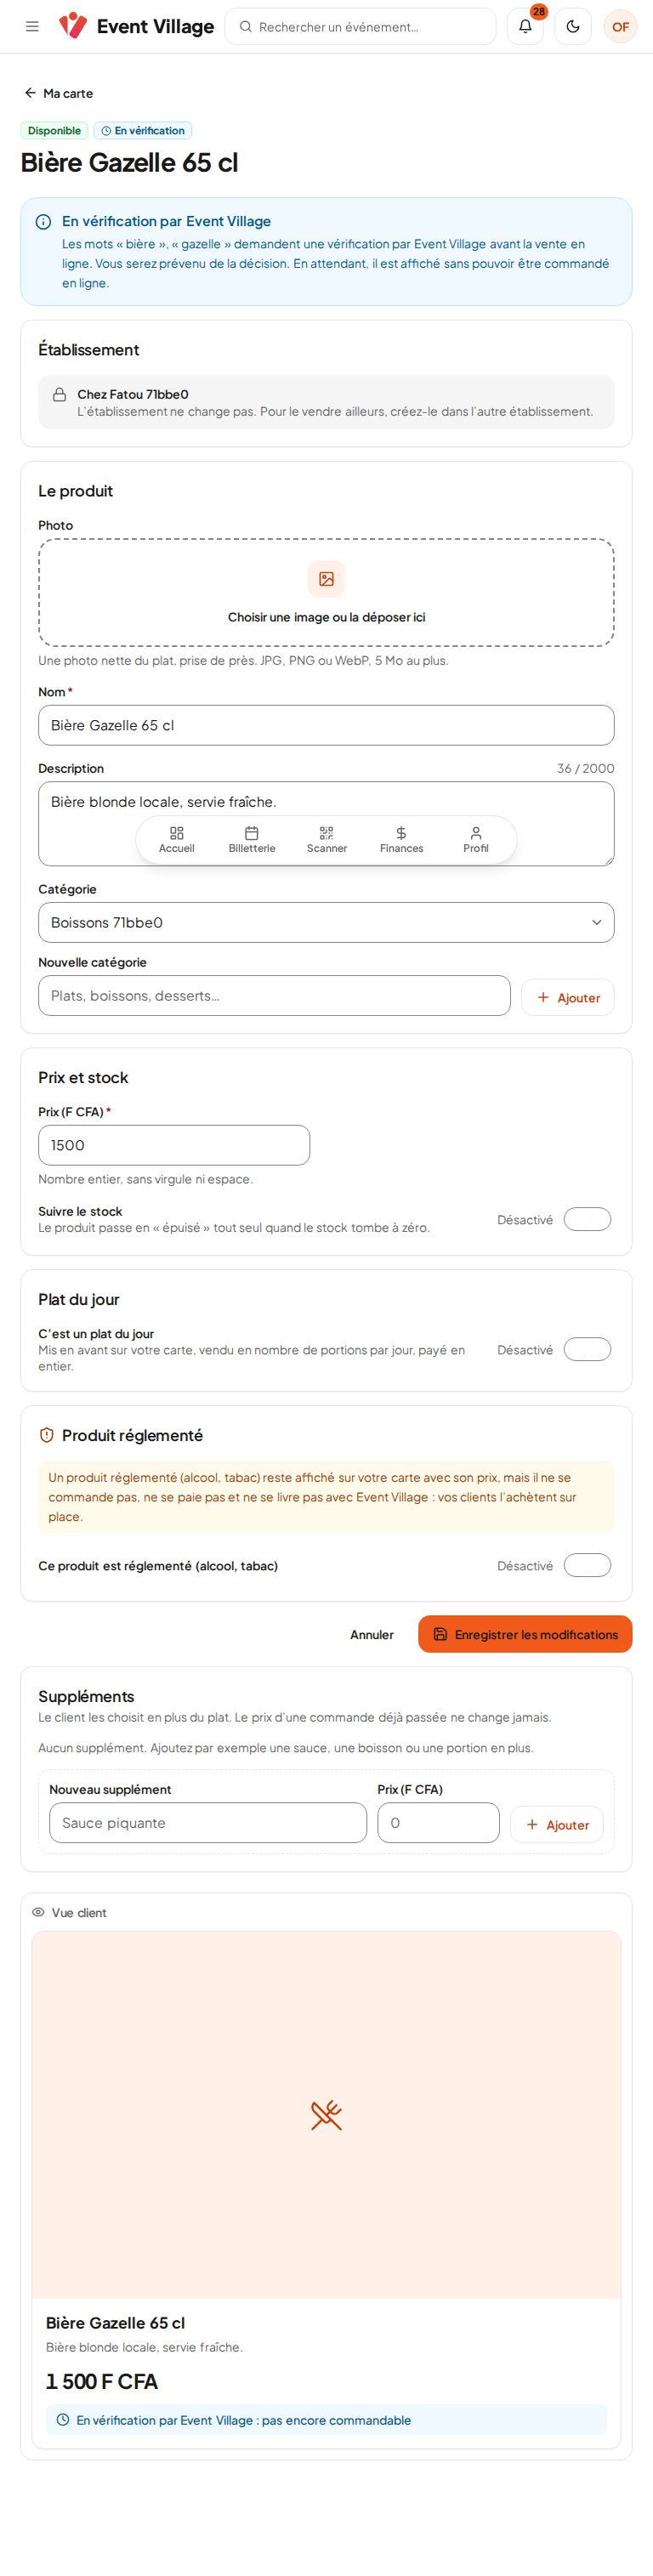 Event Village
Rechercher un événement...
28
OF
Ma carte
Disponible
En vérification
Bière Gazelle 65 cl
En vérification par Event Village
Les mots « bière », « gazelle » demandent une vérification par Event Village avant la vente en
ligne. Vous serez prévenu de la décision. En attendant, il est affiché sans pouvoir être commandé
en ligne.
Établissement
Chez Fatou 71bbe0
L’établissement ne change pas. Pour le vendre ailleurs, créez-le dans l’autre établissement.
Le produit
Photo
Choisir une image ou la déposer ici
Une photo nette du plat, prise de près. JPG, PNG ou WebP, 5 Mo au plus.
Nom *
Bière Gazelle 65 cl
Description
36 / 2000
Bière blonde locale, servie fraîche.
Accueil
Billetterie
Scanner
Finances
Profil
Catégorie
Boissons 71bbe0
Nouvelle catégorie
Plats, boissons, desserts...
Ajouter
Prix et stock
Prix (F CFA) *
1500
Nombre entier, sans virgule ni espace.
Suivre le stock
Le produit passe en « épuisé » tout seul quand le stock tombe à zéro.
Désactivé
Plat du jour
C’est un plat du jour
Mis en avant sur votre carte, vendu en nombre de portions par jour, payé en
entier.
Désactivé
Produit réglementé
Un produit réglementé (alcool, tabac) reste affiché sur votre carte avec son prix, mais il ne se
commande pas, ne se paie pas et ne se livre pas avec Event Village : vos clients l’achètent sur
place.
Ce produit est réglementé (alcool, tabac)
Désactivé
Annuler
Enregistrer les modifications
Suppléments
Le client les choisit en plus du plat. Le prix d’une commande déjà passée ne change jamais.
Aucun supplément. Ajoutez par exemple une sauce, une boisson ou une portion en plus.
Nouveau supplément
Prix (F CFA)
Sauce piquante
0
Ajouter
Vue client
Bière Gazelle 65 cl
Bière blonde locale, servie fraîche.
1 500 F CFA
En vérification par Event Village : pas encore commandable